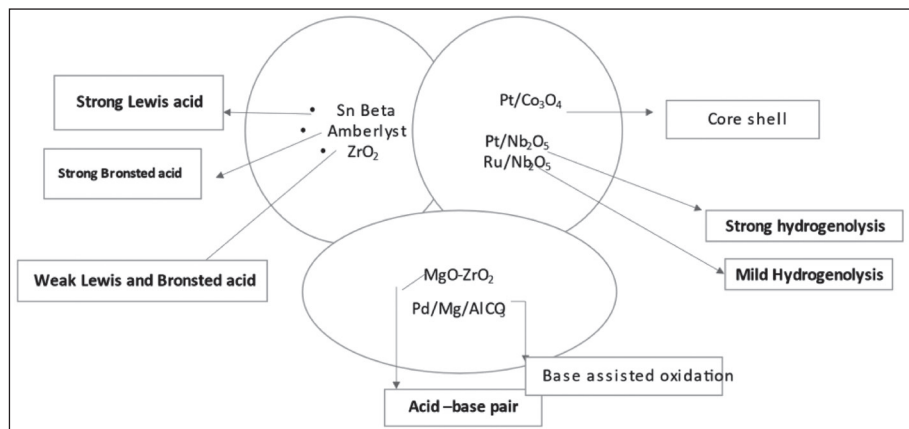 Strong Lewis acid
Strong Bronsted acid
Weak Lewis and Bronsted acid
• Sn Beta
• Amberlyst
• ZrO₂
Pt/Co₃O₄
Pt/Nb₂O₅
Ru/Nb₂O₅
Core shell
Strong hydrogenolysis
Mild Hydrogenolysis
MgO-ZrO₂
Pd/Mg/AlCO₃
Base assisted oxidation
Acid –base pair